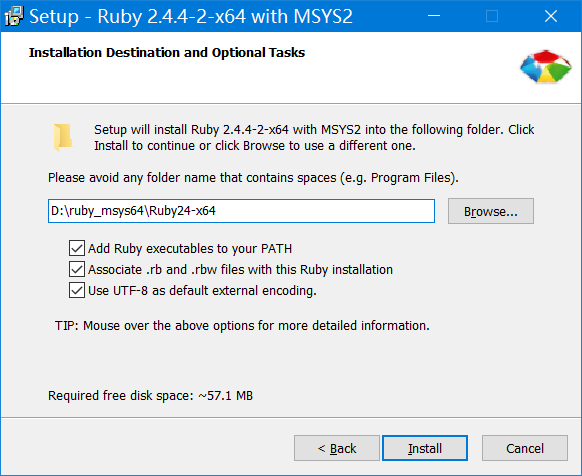 Setup - Ruby 2.4.4-2-x64 with MSYS2
Installation Destination and Optional Tasks
Setup will install Ruby 2.4.4-2-x64 with MSYS2 into the following folder. Click
Install to continue or click Browse to use a different one.
Please avoid any folder name that contains spaces (e.g. Program Files).
D:\ruby_msys64\Ruby24-x64
Browse...
Add Ruby executables to your PATH
Associate .rb and .rbw files with this Ruby installation
Use UTF-8 as default external encoding.
TIP: Mouse over the above options for more detailed information.
Required free disk space: ~57.1 MB
< Back
Install
Cancel